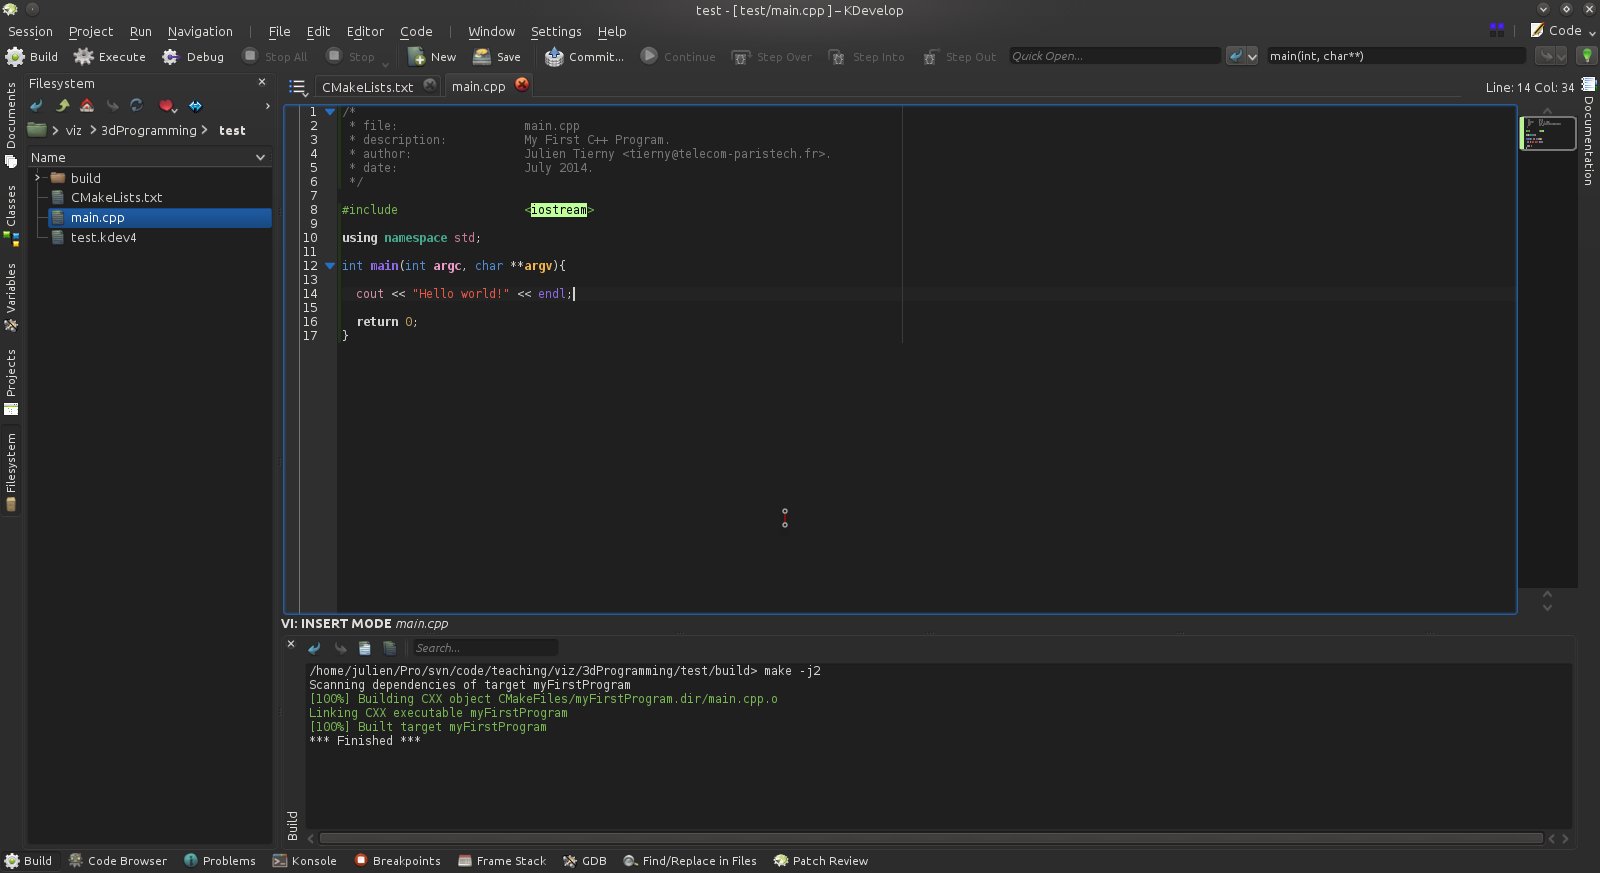 test - [ test/main.cpp ] – KDevelop
Session Project Run Navigation | File Edit Editor Code | Window Settings Help
Code
Build Execute Debug Stop All Stop New Save Commit... Continue Step Over Step Into Step Out Quick Open... main(int, char**)
Filesystem
CMakeLists.txt main.cpp
Line: 14 Col: 34
viz 3dProgramming test
Name
build
CMakeLists.txt
main.cpp
test.kdev4
Documents
Classes
Variables
Projects
Filesystem
Documentation
1 /*
2 * file: main.cpp
3 * description: My First C++ Program.
4 * author: Julien Tierny <tierny@telecom-paristech.fr>.
5 * date: July 2014.
6 */
7
8 #include <iostream>
9
10 using namespace std;
11
12 int main(int argc, char **argv){
13
14 cout << "Hello world!" << endl;
15
16 return 0;
17 }
VI: INSERT MODE main.cpp
Search...
/home/julien/Pro/svn/code/teaching/viz/3dProgramming/test/build> make -j2
Scanning dependencies of target myFirstProgram
[100%] Building CXX object CMakeFiles/myFirstProgram.dir/main.cpp.o
Linking CXX executable myFirstProgram
[100%] Built target myFirstProgram
*** Finished ***
Build
Build Code Browser Problems Konsole Breakpoints Frame Stack GDB Find/Replace in Files Patch Review